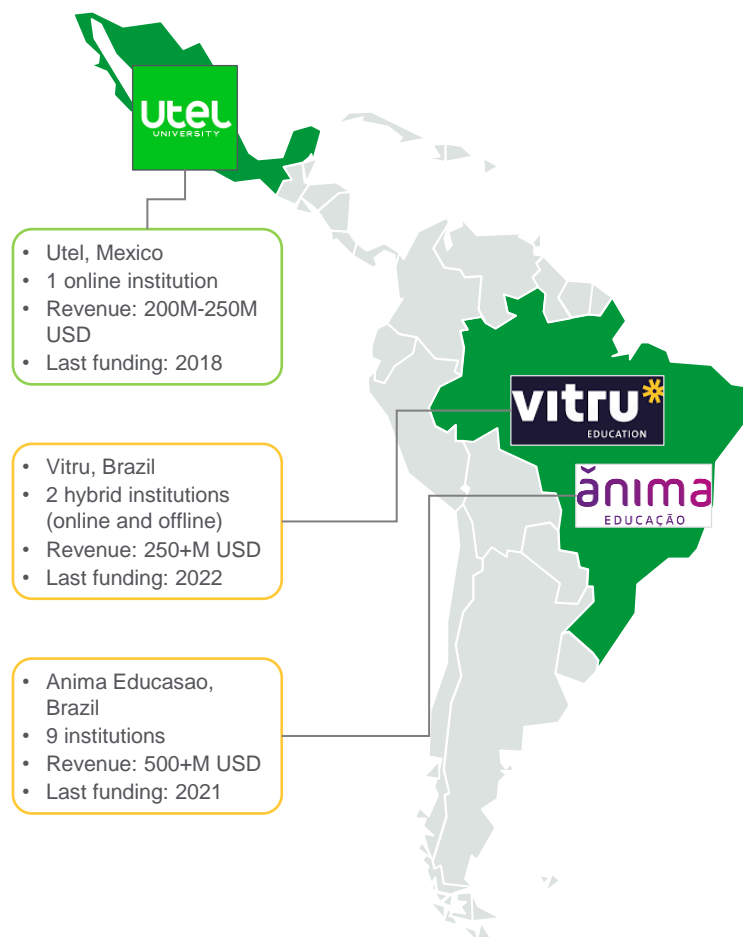 Utel
UNIVERSITY
• Utel, Mexico
• 1 online institution
• Revenue: 200M-250M
USD
• Last funding: 2018
vitru
EDUCATION
ănima
EDUCAÇÃO
• Vitru, Brazil
• 2 hybrid institutions
(online and offline)
• Revenue: 250+M USD
• Last funding: 2022
• Anima Educasao,
Brazil
• 9 institutions
• Revenue: 500+M USD
• Last funding: 2021